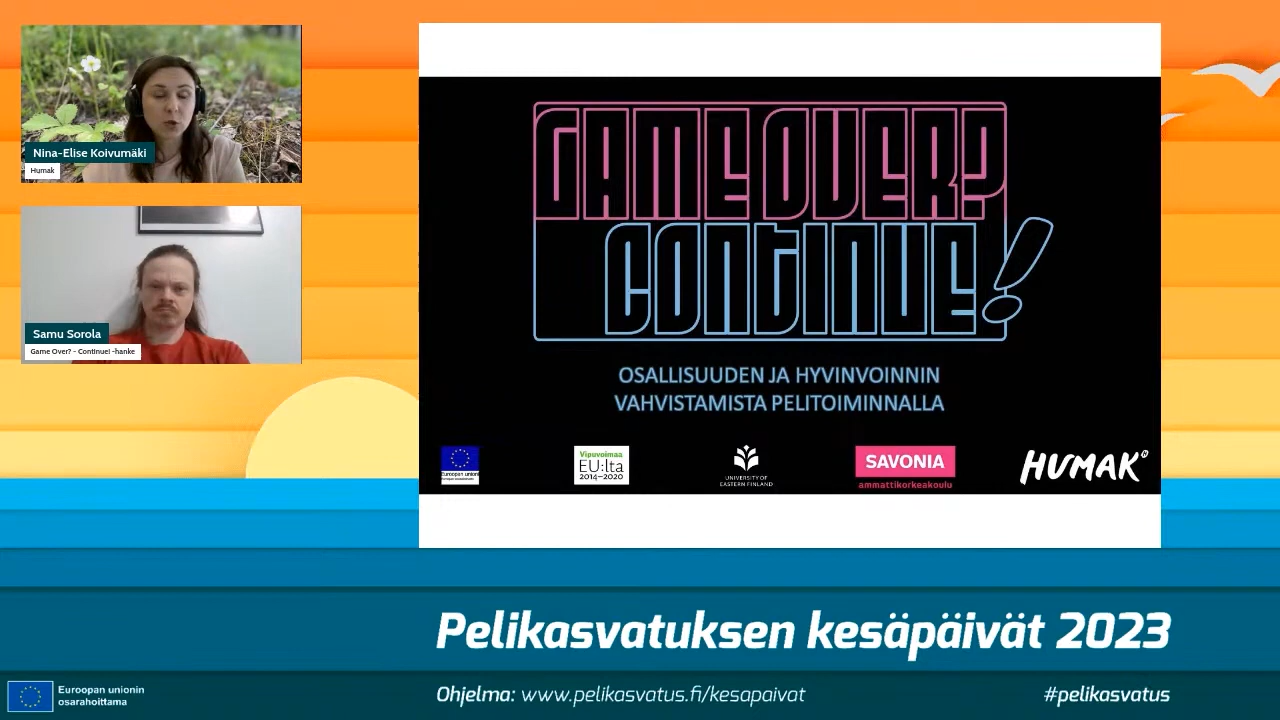 Nina-Elise Koivumäki
Humak
Samu Sorola
Game Over? - Continue! -hanke
GAME OVER?
CONTINUE!
OSALLISUUDEN JA HYVINVOINNIN
VAHVISTAMISTA PELITOIMINNALLA
Euroopan unioni
Vipuvoimaa
EU:lta
2014–2020
UNIVERSITY OF
EASTERN FINLAND
SAVONIA
ammattikorkeakoulu
HUMAK
Pelikasvatuksen kesäpäivät 2023
Euroopan unionin
osarahoittama
Ohjelma: www.pelikasvatus.fi/kesapaivat
#pelikasvatus